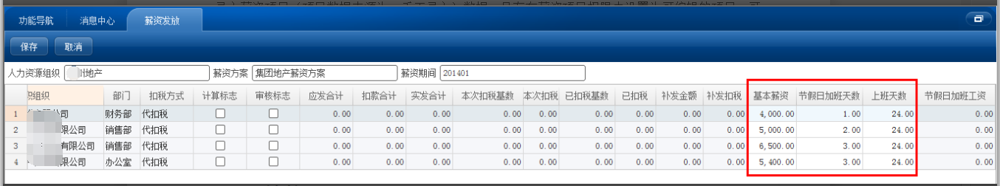 功能导航 消息中心 薪资发放
保存 取消
人力资源组织 地产 薪资方案 集团地产薪资方案 薪资期间 201401
组织 部门 扣税方式 计算标志 审核标志 应发合计 扣款合计 实发合计 本次扣税基数 本次扣税 已扣税基数 已扣税 补发金额 补发扣税 基本薪资 节假日加班天数 上班天数 节假日加班工资
1 公司 财务部 代扣税 0.00 0.00 0.00 0.00 0.00 0.00 0.00 0.00 0.00 4,000.00 1.00 24.00 0.00
2 限公司 销售部 代扣税 0.00 0.00 0.00 0.00 0.00 0.00 0.00 0.00 0.00 5,000.00 2.00 24.00 0.00
3 有限公司 销售部 代扣税 0.00 0.00 0.00 0.00 0.00 0.00 0.00 0.00 0.00 6,500.00 3.00 24.00 0.00
4 限公司 办公室 代扣税 0.00 0.00 0.00 0.00 0.00 0.00 0.00 0.00 0.00 5,400.00 3.00 24.00 0.00